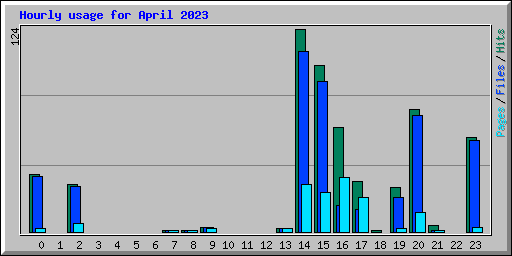 Hourly usage for April 2023
124
Pages/Files/Hits
0 1 2 3 4 5 6 7 8 9 10 11 12 13 14 15 16 17 18 19 20 21 22 23